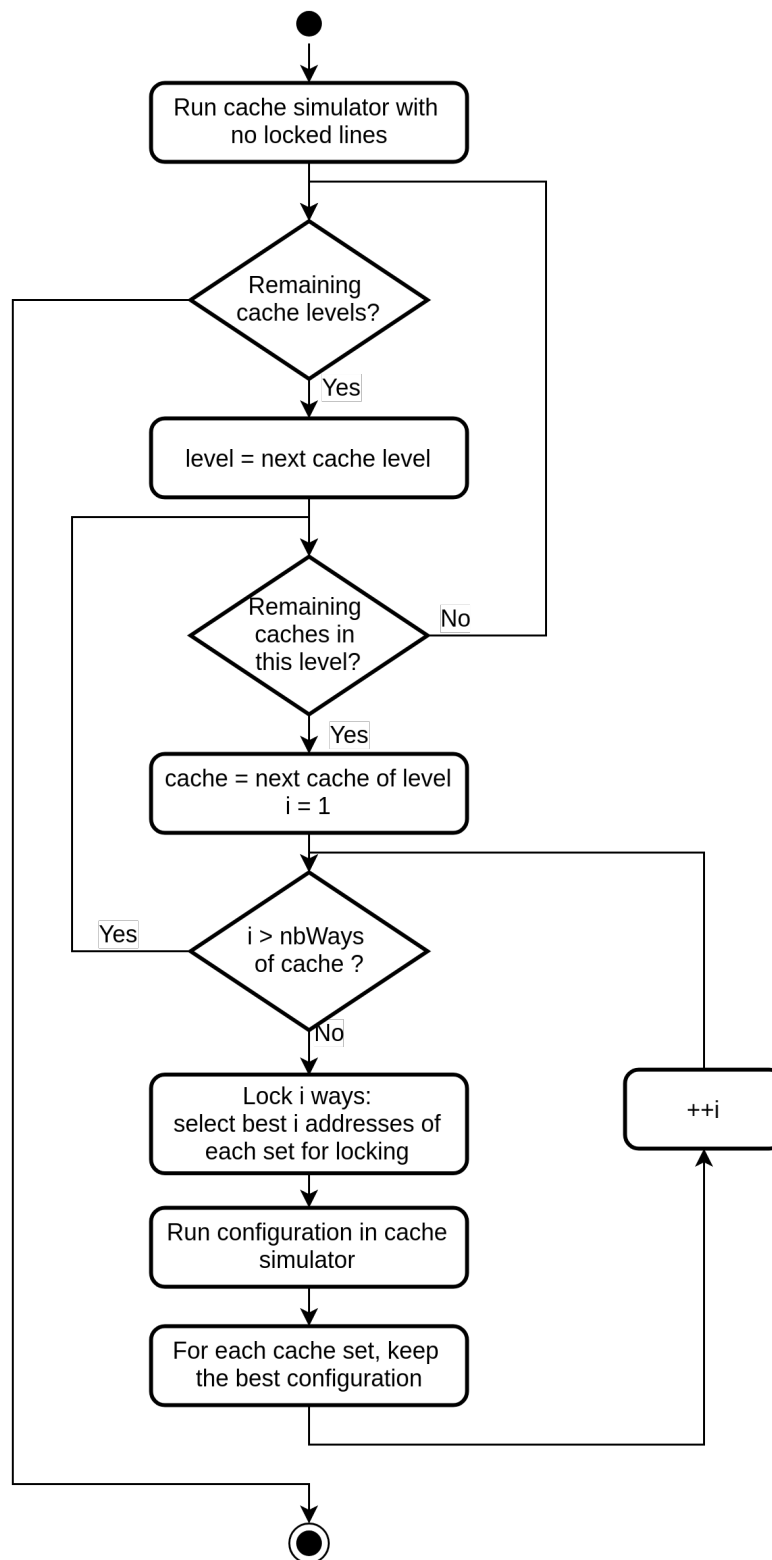 Run cache simulator with
no locked lines
Remaining
cache levels?
Yes
level = next cache level
Remaining
caches in
this level?
No
Yes
cache = next cache of level
i = 1
i > nbWays
of cache ?
Yes
No
Lock i ways:
select best i addresses of
each set for locking
++i
Run configuration in cache
simulator
For each cache set, keep
the best configuration